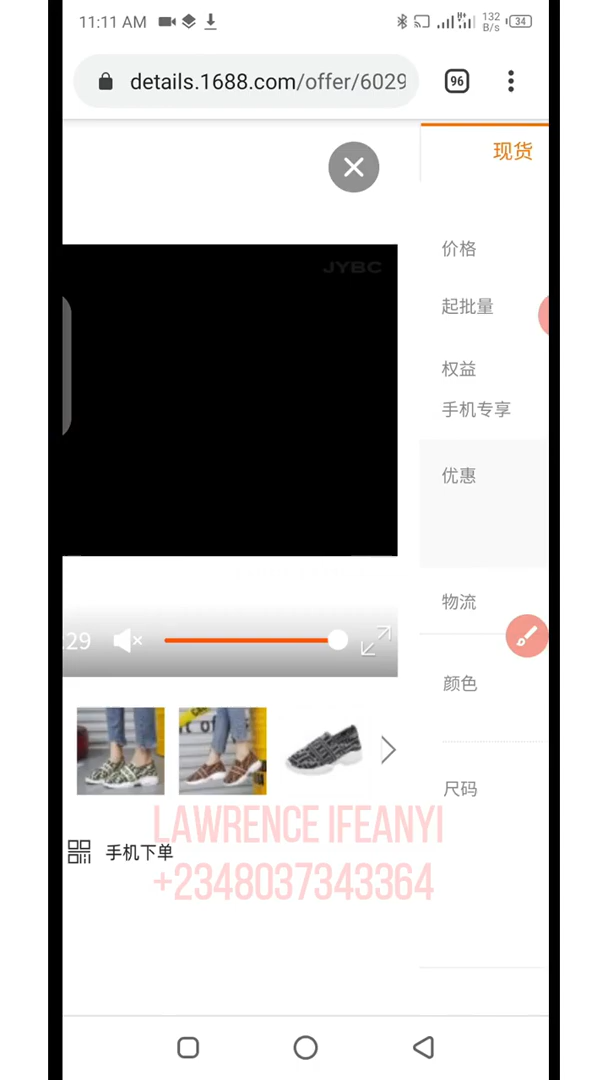 11:11 AM
132
B/s
34
details.1688.com/offer/6029
96
现货
JYBC
价格
起批量
权益
手机专享
优惠
物流
:29
颜色
尺码
LAWRENCE IFEANYI
手机下单
+2348037343364